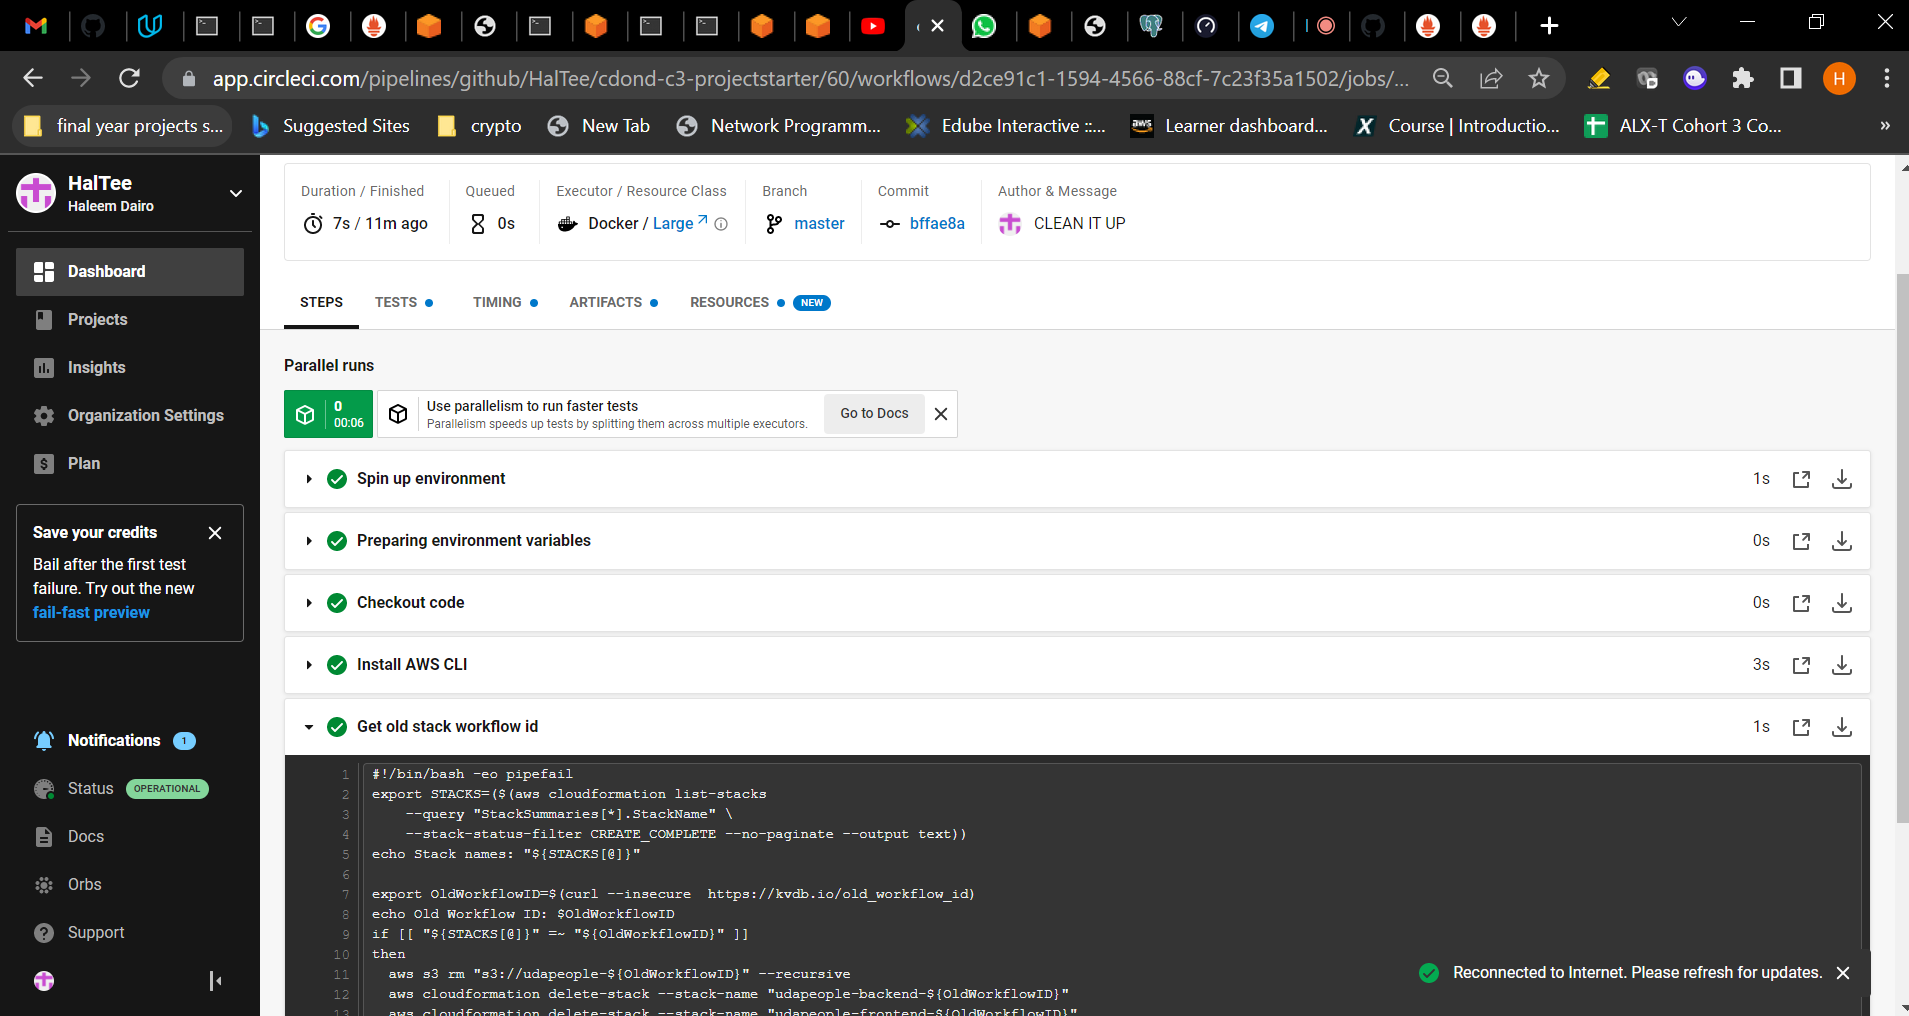 app.circleci.com/pipelines/github/HalTee/cdond-c3-projectstarter/60/workflows/d2ce91c1-1594-4566-88cf-7c23f35a1502/jobs/...
H
final year projects s...
Suggested Sites
crypto
New Tab
Network Programm...
Edube Interactive ::...
aws
Learner dashboard...
X
Course | Introductio...
ALX-T Cohort 3 Co...
»
HalTee
Haleem Dairo
Dashboard
Projects
Insights
Organization Settings
Plan
Save your credits
Bail after the first test
failure. Try out the new
fail-fast preview
Notifications 1
Status OPERATIONAL
Docs
Orbs
Support
Duration / Finished
7s / 11m ago
Queued
0s
Executor / Resource Class
Docker / Large
Branch
master
Commit
bffae8a
Author & Message
CLEAN IT UP
STEPS
TESTS
TIMING
ARTIFACTS
RESOURCES NEW
Parallel runs
0
00:06
Use parallelism to run faster tests
Parallelism speeds up tests by splitting them across multiple executors.
Go to Docs
Spin up environment 1s
Preparing environment variables 0s
Checkout code 0s
Install AWS CLI 3s
Get old stack workflow id 1s
1 #!/bin/bash -eo pipefail
2 export STACKS=($(aws cloudformation list-stacks
3 --query "StackSummaries[*].StackName" \
4 --stack-status-filter CREATE_COMPLETE --no-paginate --output text))
5 echo Stack names: "${STACKS[@]}"
6
7 export OldWorkflowID=$(curl --insecure  https://kvdb.io/old_workflow_id)
8 echo Old Workflow ID: $OldWorkflowID
9 if [[ "${STACKS[@]}" =~ "${OldWorkflowID}" ]]
10 then
11 aws s3 rm "s3://udapeople-${OldWorkflowID}" --recursive
12 aws cloudformation delete-stack --stack-name "udapeople-backend-${OldWorkflowID}"
13 aws cloudformation delete-stack --stack-name "udapeople-frontend-${OldWorkflowID}"
Reconnected to Internet. Please refresh for updates.